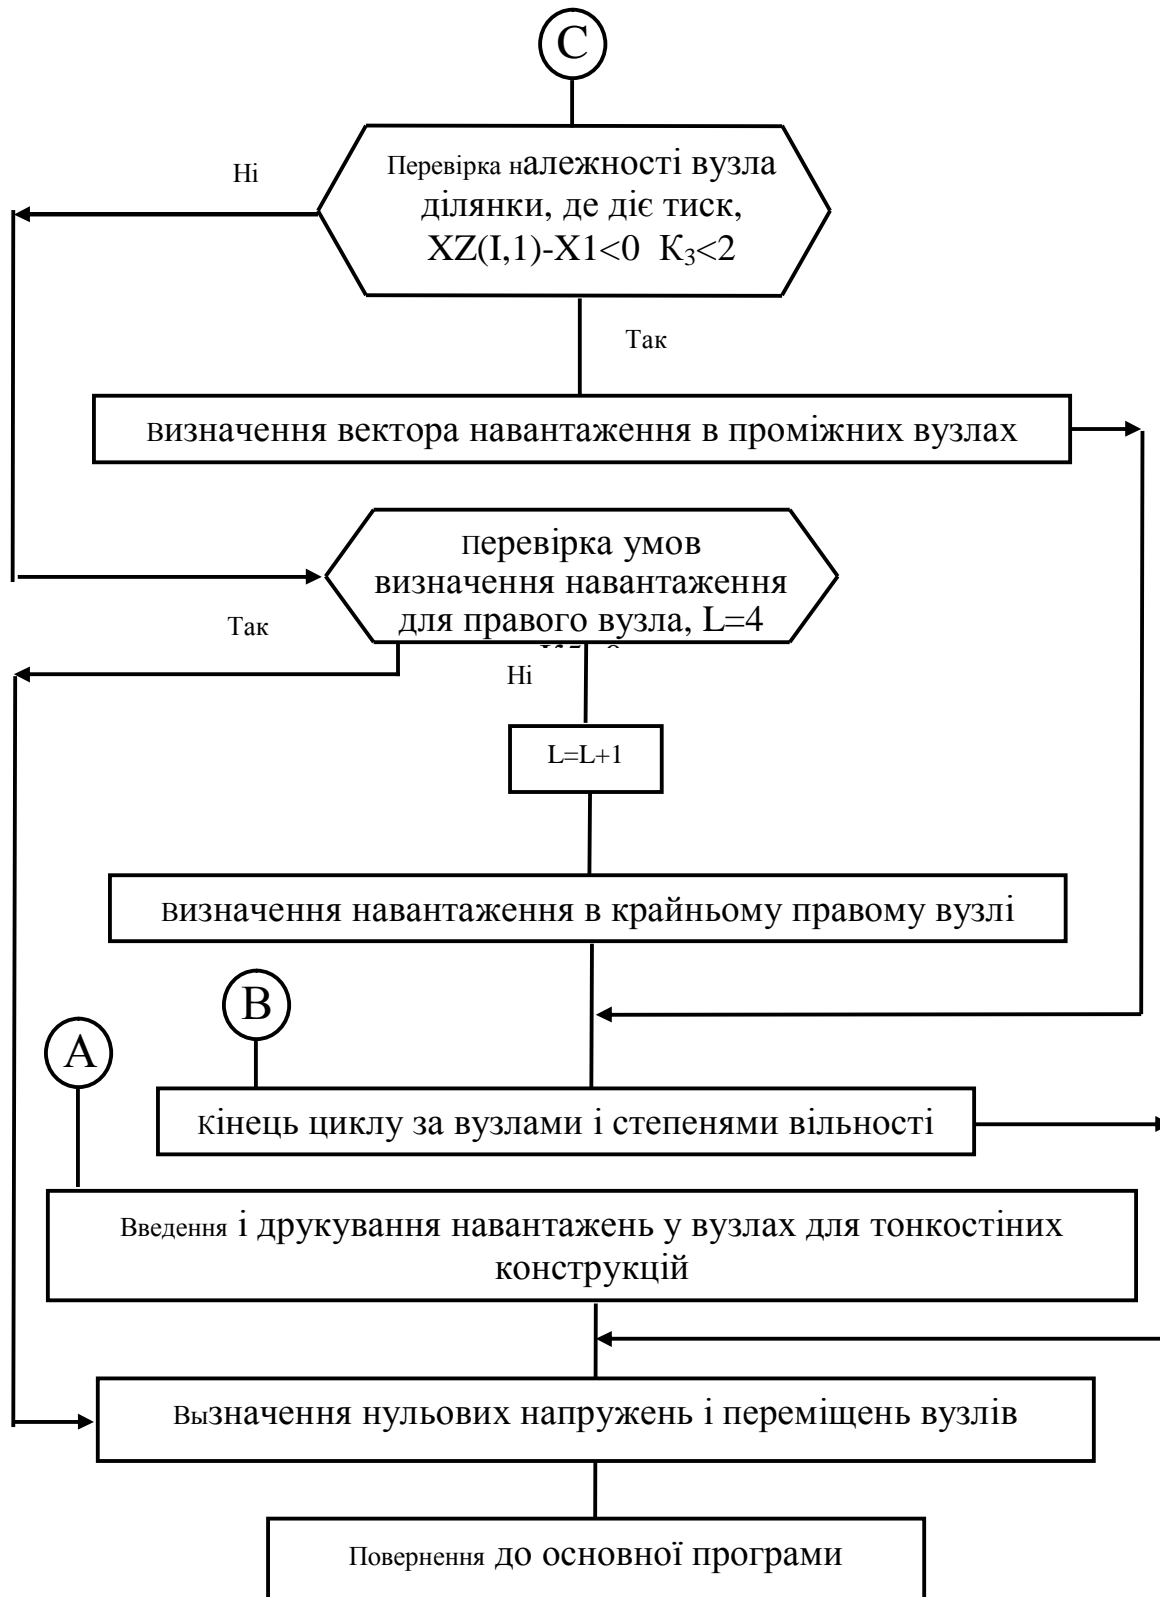 C
Ні
Перевірка належності вузла
ділянки, де діє тиск,
XZ(I,1)-X1<0 К₃<2
Так
визначення вектора навантаження в проміжних вузлах
перевірка умов
визначення навантаження
для правого вузла, L=4
Так
Ні
L=L+1
визначення навантаження в крайньому правому вузлі
B
A
кінець циклу за вузлами і степенями вільності
Введення і друкування навантажень у вузлах для тонкостіних
конструкцій
Вызначення нульових напружень і переміщень вузлів
Повернення до основної програми